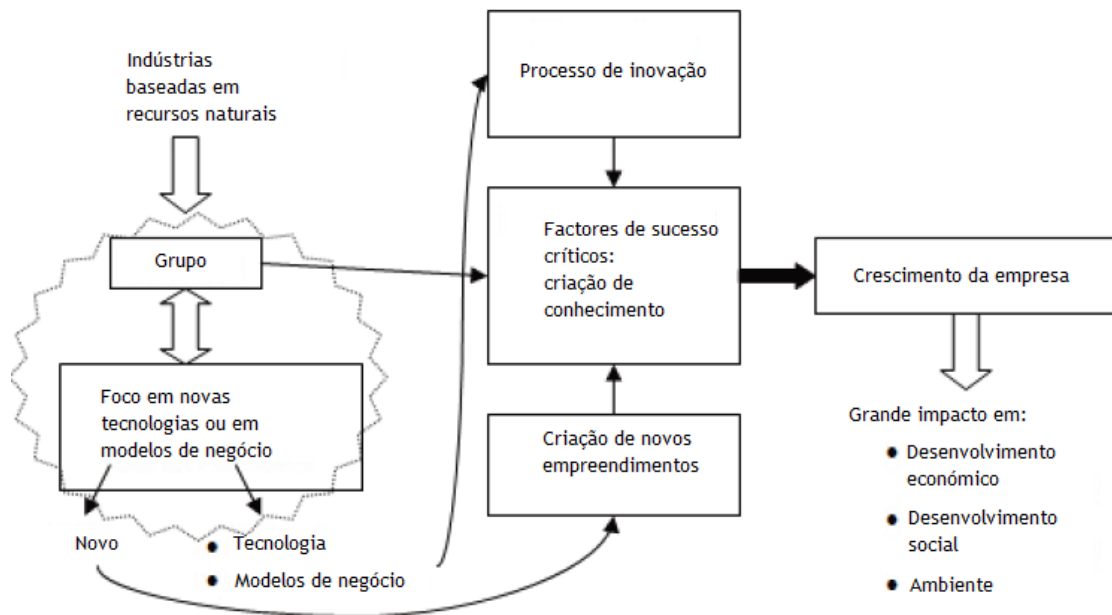 Indústrias
baseadas em
recursos naturais
Grupo
Foco em novas
tecnologias ou em
modelos de negócio
Novo
● Tecnologia
● Modelos de negócio
Processo de inovação
Factores de sucesso
críticos:
criação de
conhecimento
Criação de novos
empreendimentos
Crescimento da empresa
Grande impacto em:
● Desenvolvimento
económico
● Desenvolvimento
social
● Ambiente